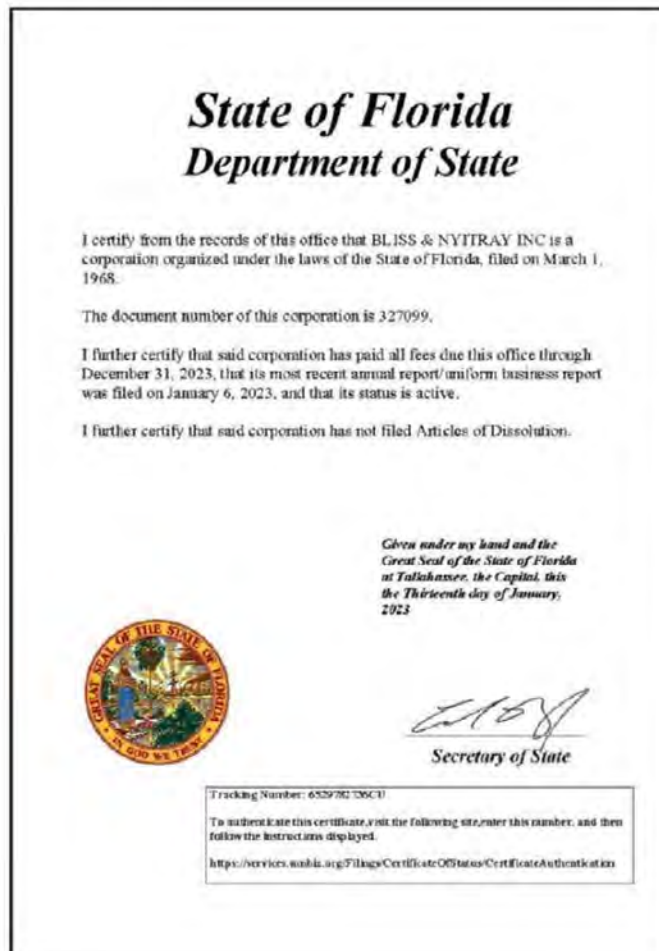 State of Florida
Department of State
I certify from the records of this office that BLISS & NYITRAY INC is a
corporation organized under the laws of the State of Florida, filed on March 1,
1968.
The document number of this corporation is 327099.
I further certify that said corporation has paid all fees due this office through
December 31, 2023, that its most recent annual report/uniform business report
was filed on January 6, 2023, and that its status is active.
I further certify that said corporation has not filed Articles of Dissolution.
Given under my hand and the
Great Seal of the State of Florida
at Tallahassee, the Capital, this
the Thirteenth day of January,
2023
GREAT SEAL OF THE STATE OF FLORIDA
IN GOD WE TRUST
Secretary of State
Tracking Number:
To authenticate this certificate,visit the following site,enter this number, and then
follow the instructions displayed.
https://services.sunbiz.org/Filings/CertificateOfStatus/CertificateAuthentication